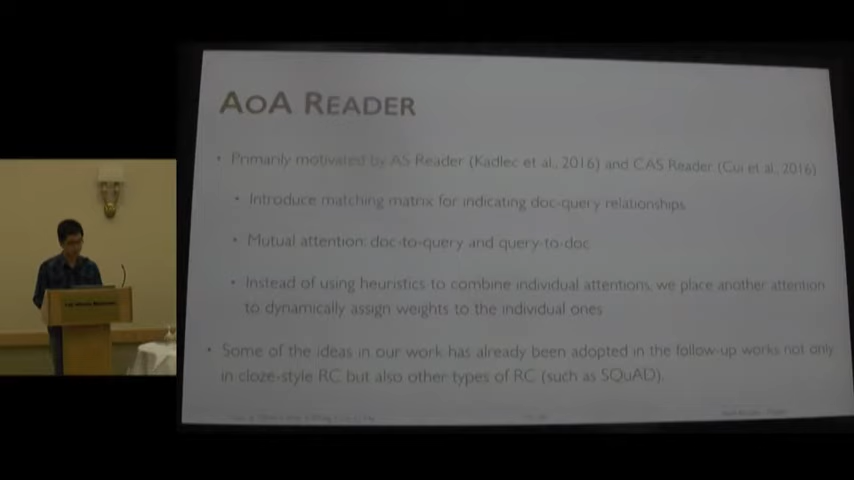 AOA READER
• Primarily motivated by AS Reader (Kadlec et al., 2016) and CAS Reader (Cui et al., 2016)
• Introduce matching matrix for indicating doc-query relationships
• Mutual attention: doc-to-query and query-to-doc
• Instead of using heuristics to combine individual attentions, we place another attention
to dynamically assign weights to the individual ones
• Some of the ideas in our work has already been adopted in the follow-up works not only
in cloze-style RC but also other types of RC (such as SQuAD).